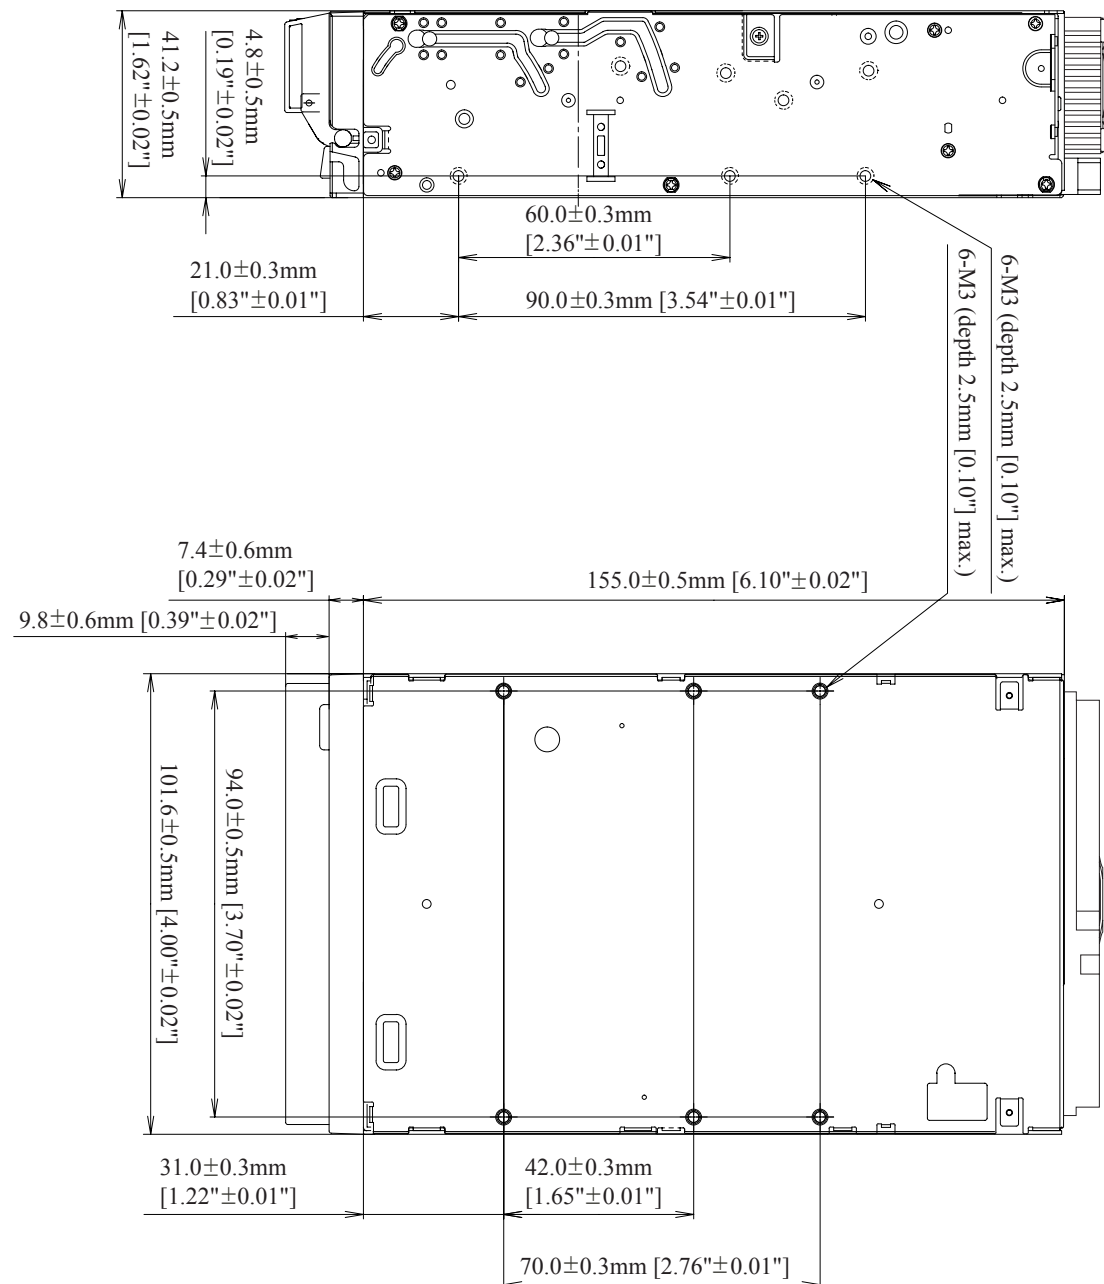 41.2±0.5mm
[1.62"±0.02"]
4.8±0.5mm
[0.19"±0.02"]
60.0±0.3mm
[2.36"±0.01"]
21.0±0.3mm
[0.83"±0.01"]
90.0±0.3mm [3.54"±0.01"]
6-M3 (depth 2.5mm [0.10"] max.)
6-M3 (depth 2.5mm [0.10"] max.)
7.4±0.6mm
[0.29"±0.02"]
155.0±0.5mm [6.10"±0.02"]
9.8±0.6mm [0.39"±0.02"]
101.6±0.5mm [4.00"±0.02"]
94.0±0.5mm [3.70"±0.02"]
31.0±0.3mm
[1.22"±0.01"]
42.0±0.3mm
[1.65"±0.01"]
70.0±0.3mm [2.76"±0.01"]